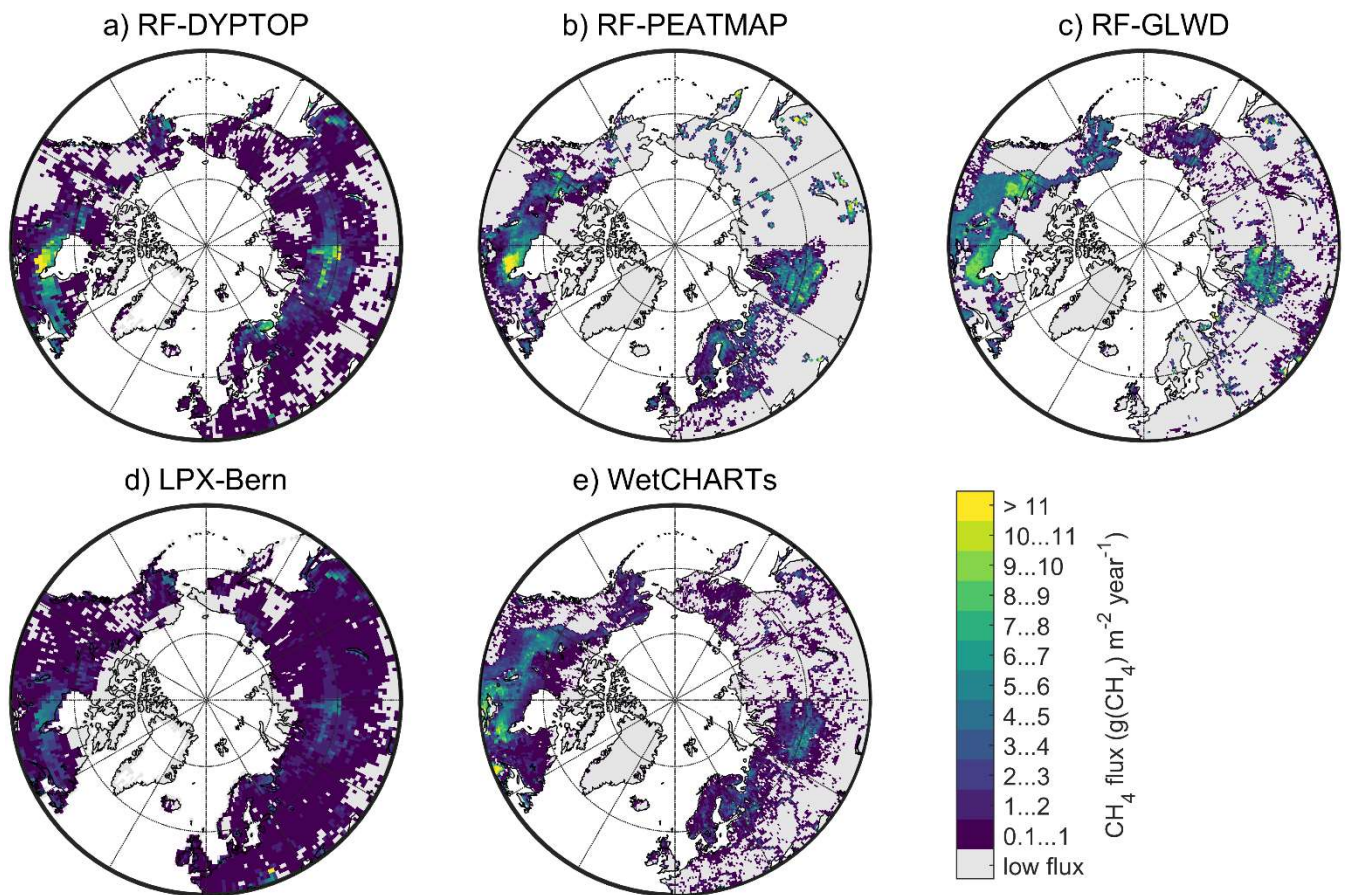 a) RF-DYPTOP
b) RF-PEATMAP
c) RF-GLWD
d) LPX-Bern
e) WetCHARTs
> 11
10...11
9...10
8...9
7...8
6...7
5...6
4...5
3...4
2...3
1...2
0.1...1
low flux
CH₄ flux (g(CH₄) m⁻² year⁻¹)